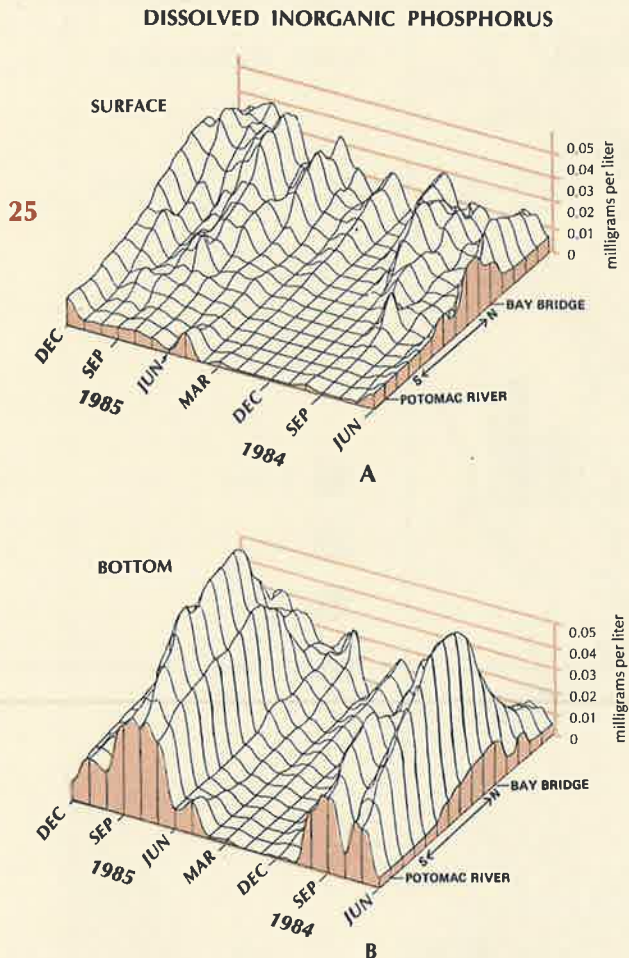 DISSOLVED INORGANIC PHOSPHORUS
SURFACE
25
0.05
0.04
0.03
0.02
0.01
0
milligrams per liter
BAY BRIDGE
N
S
POTOMAC RIVER
DEC
SEP
JUN
MAR
DEC
SEP
JUN
1985
1984
A
BOTTOM
0.05
0.04
0.03
0.02
0.01
0
milligrams per liter
BAY BRIDGE
N
S
POTOMAC RIVER
DEC
SEP
JUN
MAR
DEC
SEP
JUN
1985
1984
B